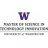 W
MASTER OF SCIENCE IN
TECHNOLOGY INNOVATION
UNIVERSITY of WASHINGTON